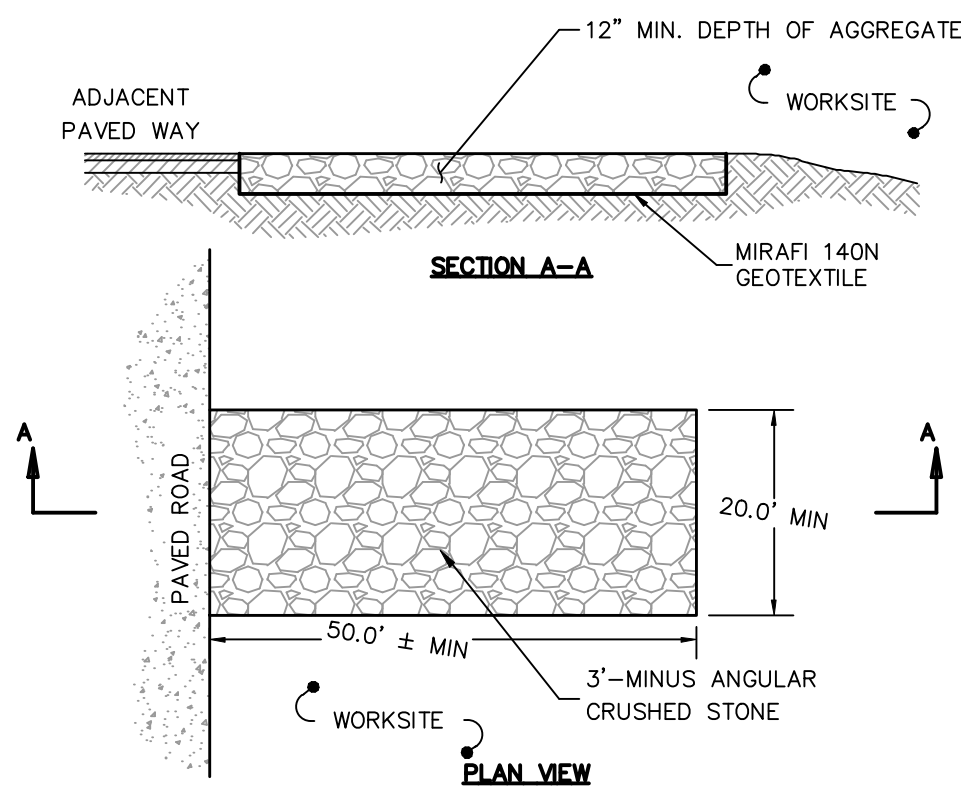 12” MIN. DEPTH OF AGGREGATE
ADJACENT
PAVED WAY
WORKSITE
MIRAFI 140N
GEOTEXTILE
SECTION A-A
A
A
PAVED ROAD
20.0' MIN
50.0' ± MIN
3'-MINUS ANGULAR
CRUSHED STONE
WORKSITE
PLAN VIEW